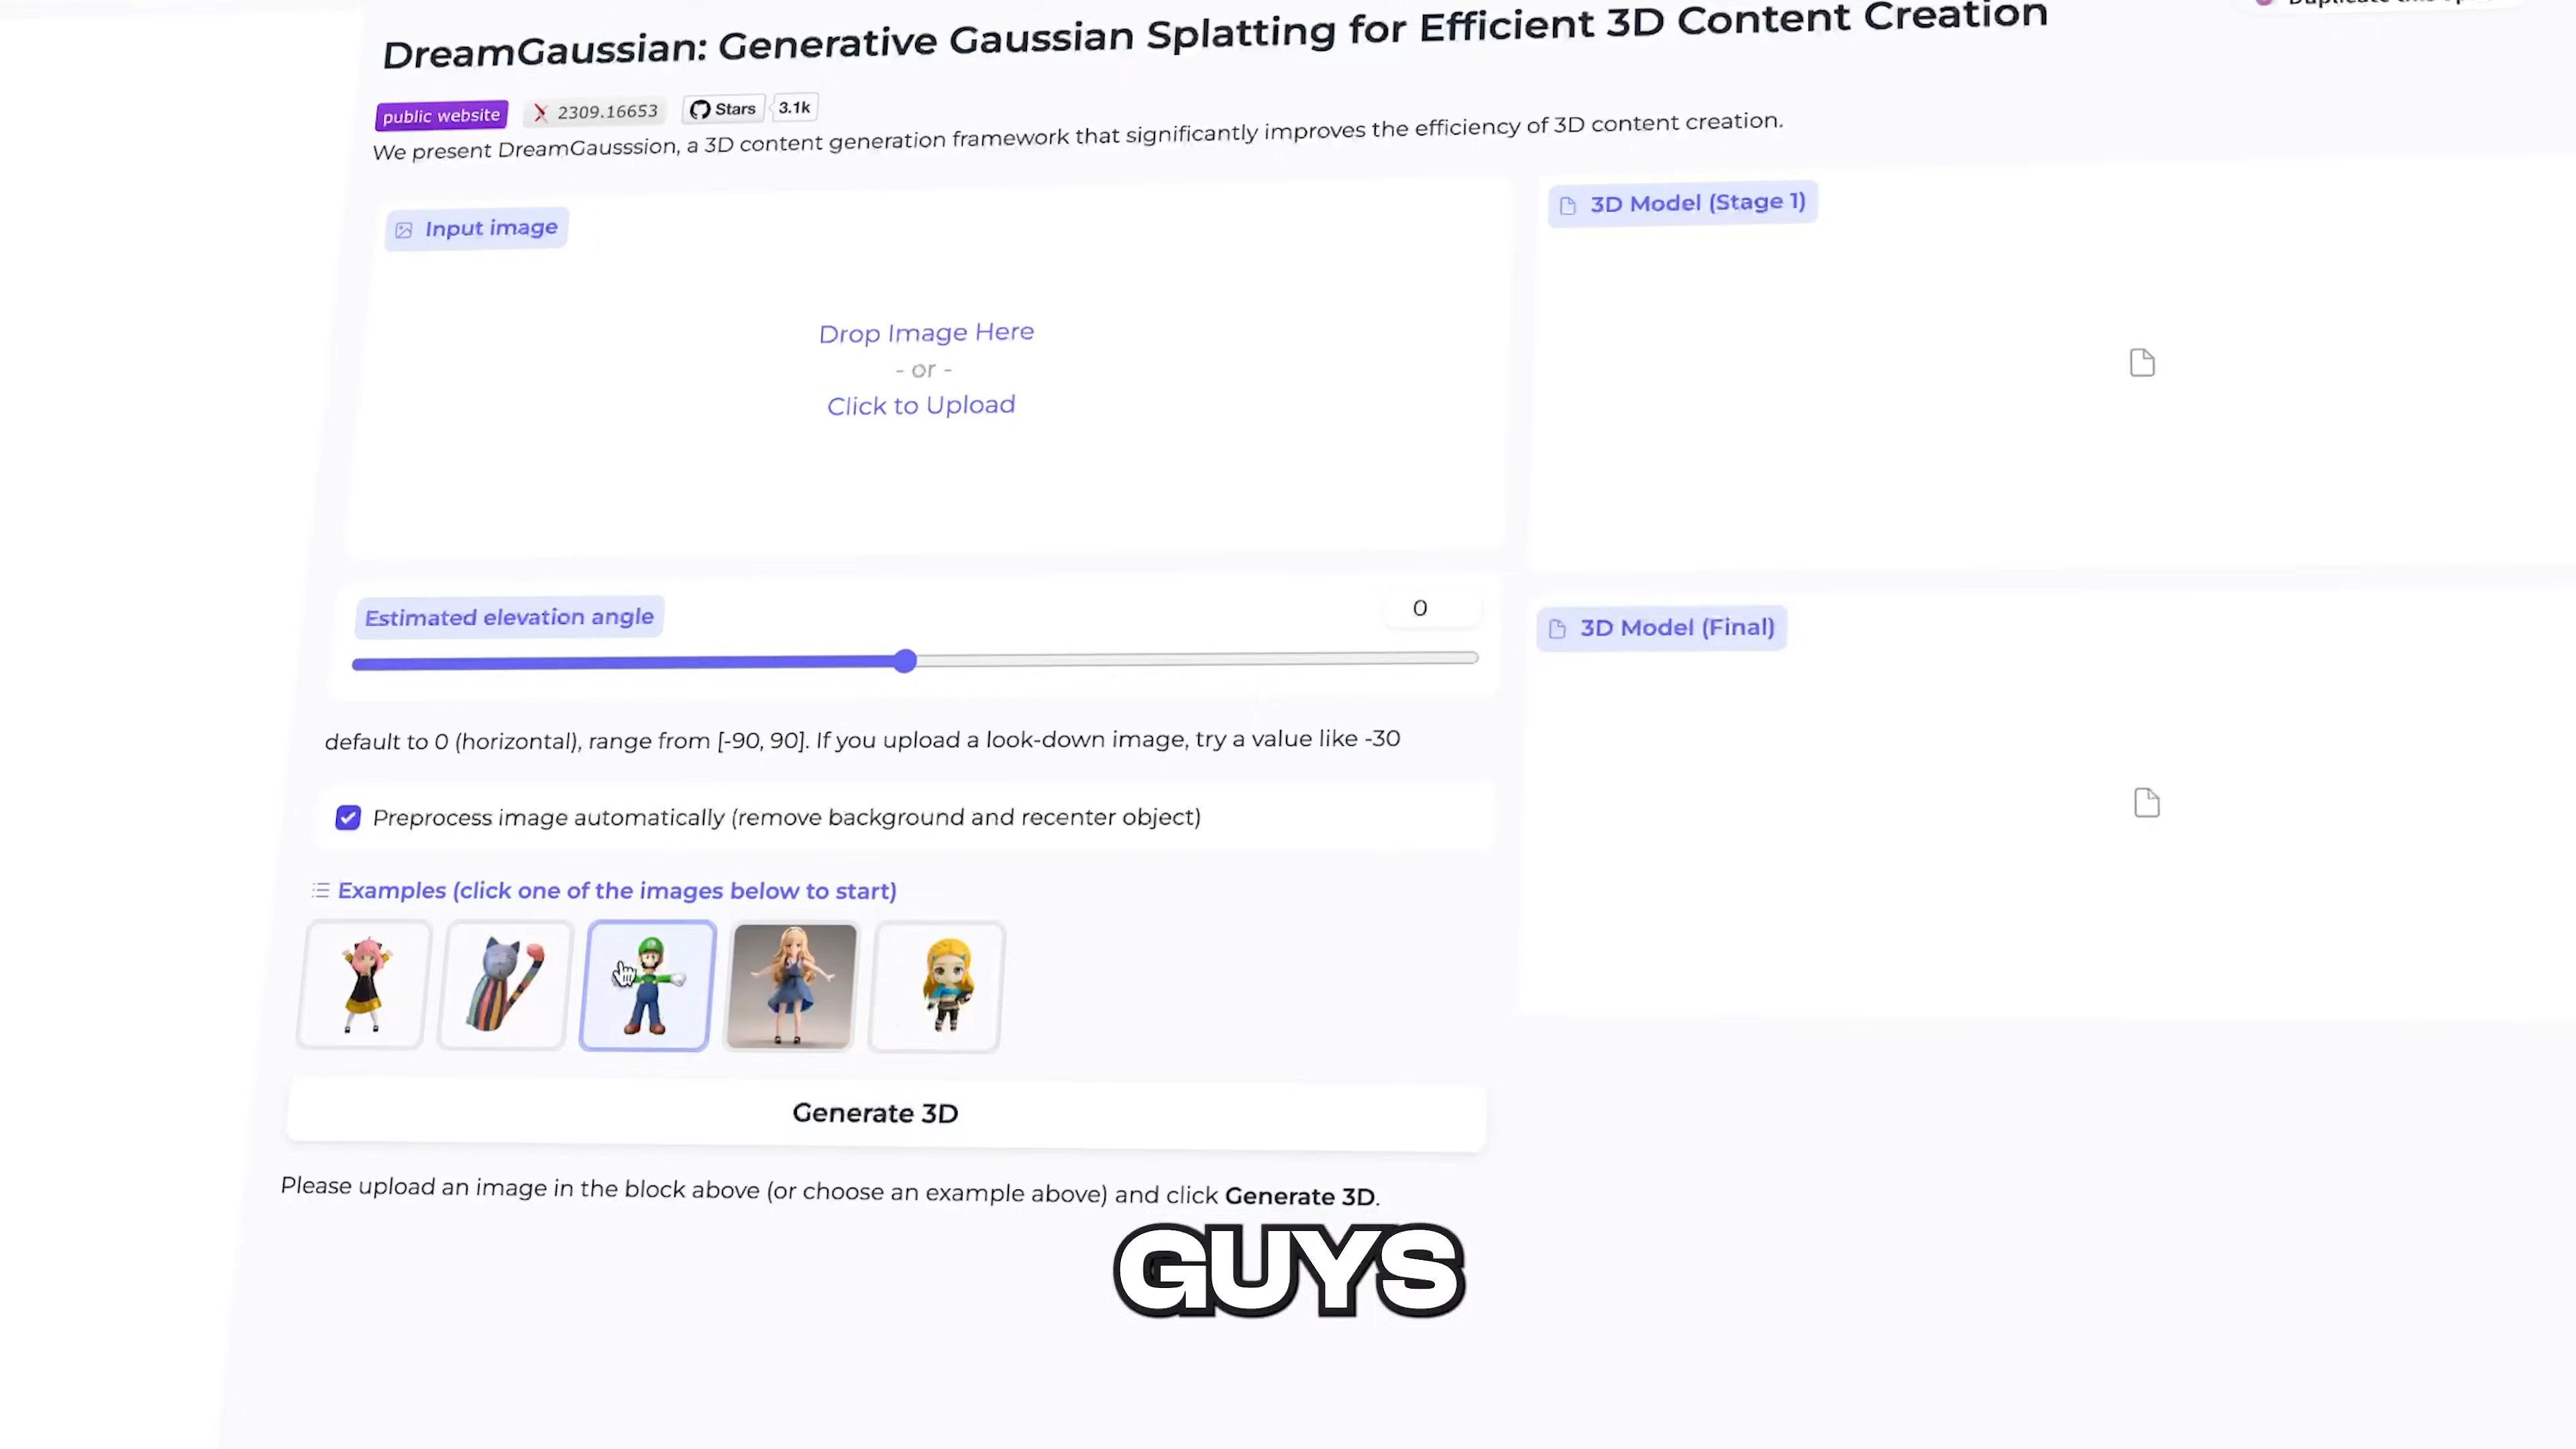 DreamGaussian: Generative Gaussian Splatting for Efficient 3D Content Creation
public website
2309.16653
Stars
3.1k
We present DreamGausssion, a 3D content generation framework that significantly improves the efficiency of 3D content creation.
Input image
Drop Image Here
- or -
Click to Upload
3D Model (Stage 1)
Estimated elevation angle
0
3D Model (Final)
default to 0 (horizontal), range from [-90, 90]. If you upload a look-down image, try a value like -30
Preprocess image automatically (remove background and recenter object)
Examples (click one of the images below to start)
Generate 3D
Please upload an image in the block above (or choose an example above) and click Generate 3D.
GUYS